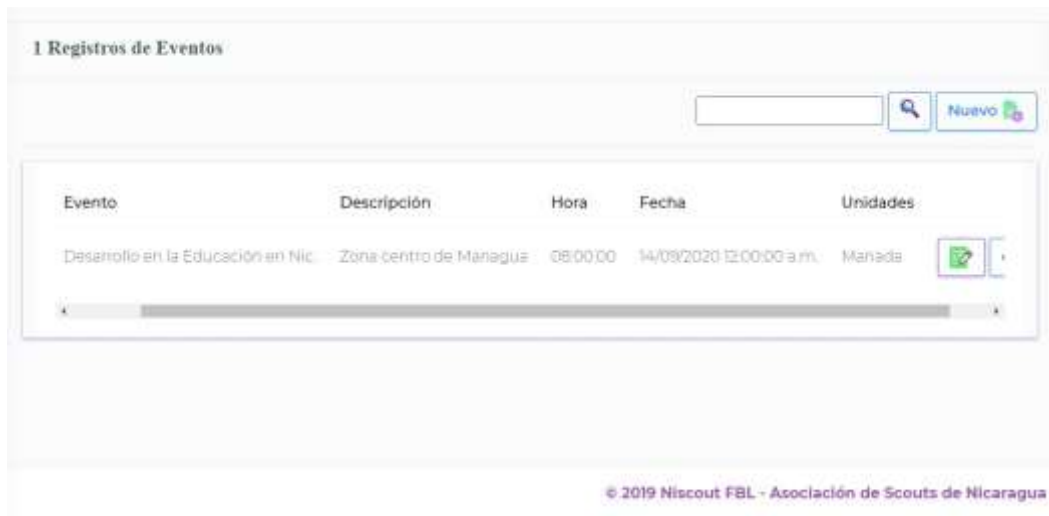 1 Registros de Eventos
Nuevo
Evento Descripción Hora Fecha Unidades
Desarrollo en la Educación en Nic. Zona centro de Managua 08:00:00 14/09/2020 12:00:00 a.m. Manada
© 2019 Niscout FBL - Asociación de Scouts de Nicaragua